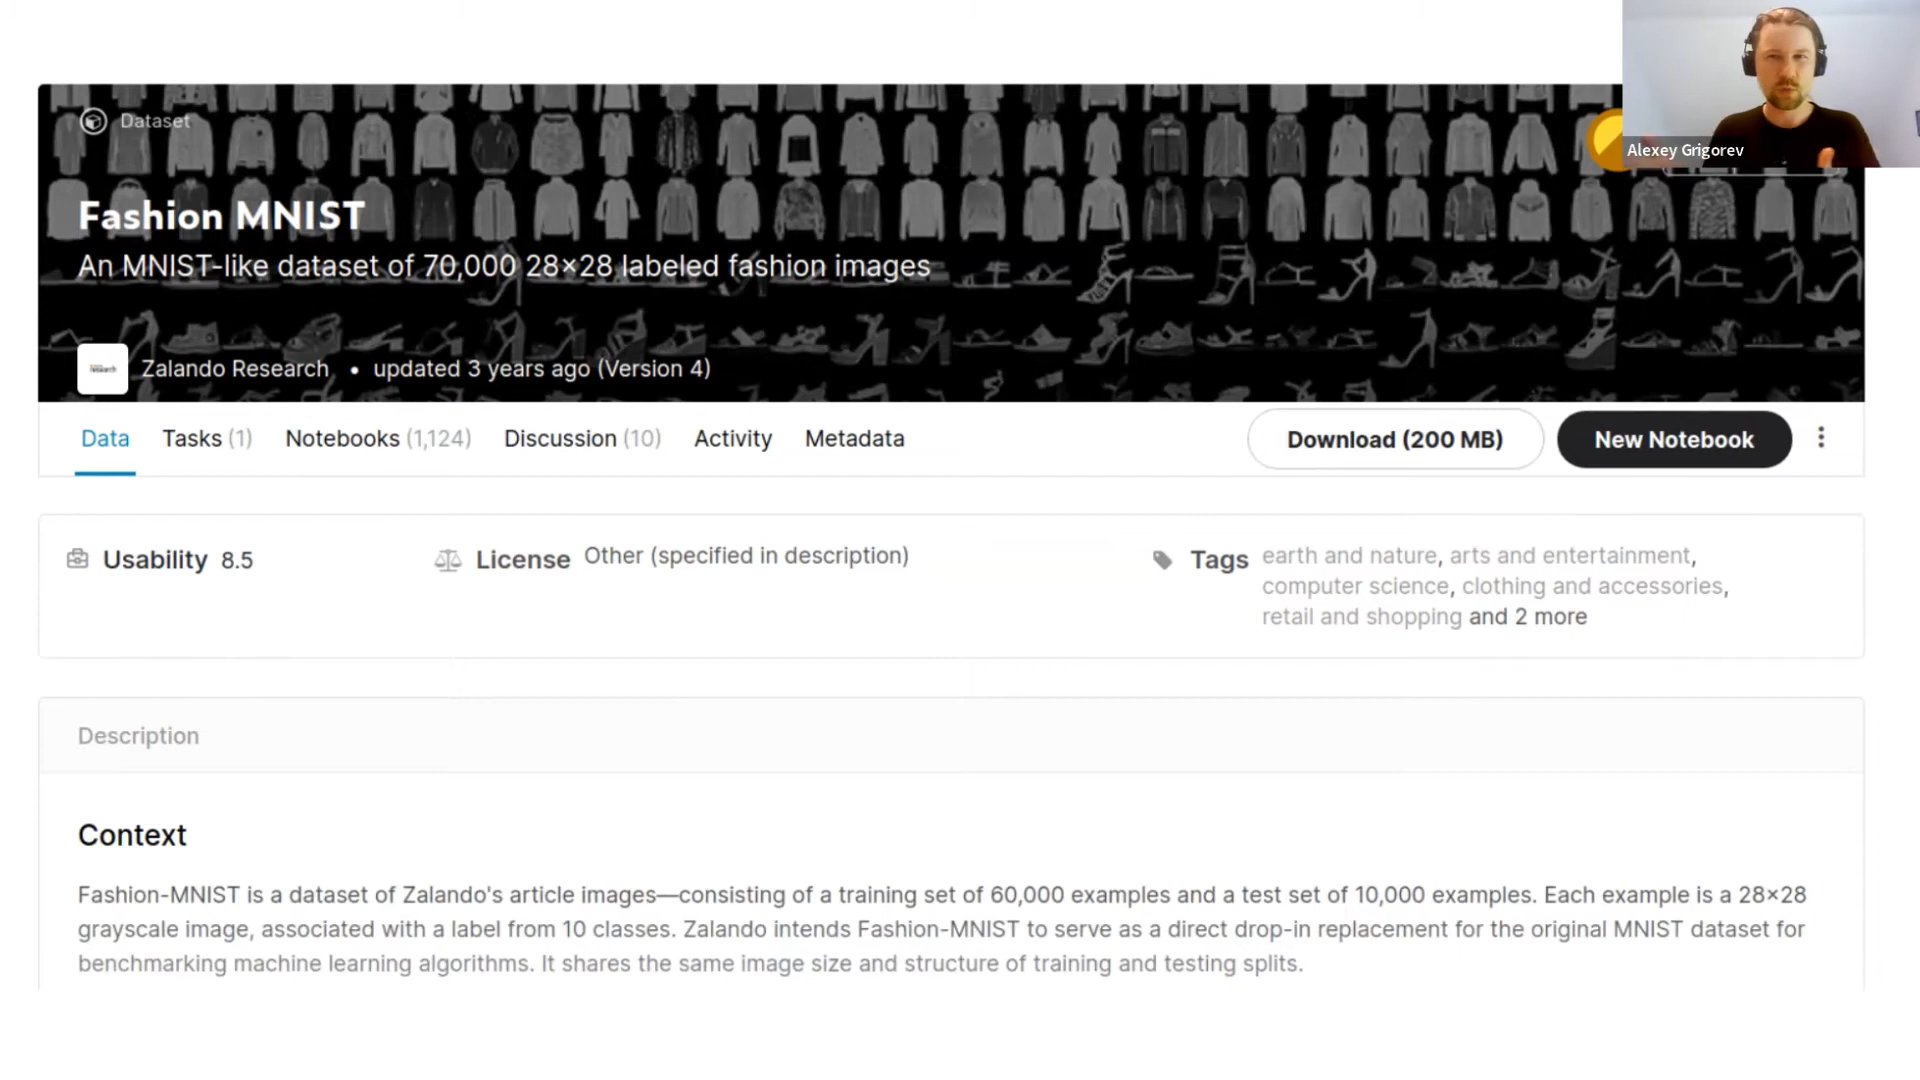 Alexey Grigorev
Dataset
Fashion MNIST
An MNIST-like dataset of 70,000 28×28 labeled fashion images
research
Zalando Research • updated 3 years ago (Version 4)
Data Tasks (1) Notebooks (1,124) Discussion (10) Activity Metadata Download (200 MB) New Notebook
Usability 8.5 License Other (specified in description) Tags earth and nature, arts and entertainment,
computer science, clothing and accessories,
retail and shopping and 2 more
Description
Context
Fashion-MNIST is a dataset of Zalando's article images—consisting of a training set of 60,000 examples and a test set of 10,000 examples. Each example is a 28×28
grayscale image, associated with a label from 10 classes. Zalando intends Fashion-MNIST to serve as a direct drop-in replacement for the original MNIST dataset for
benchmarking machine learning algorithms. It shares the same image size and structure of training and testing splits.